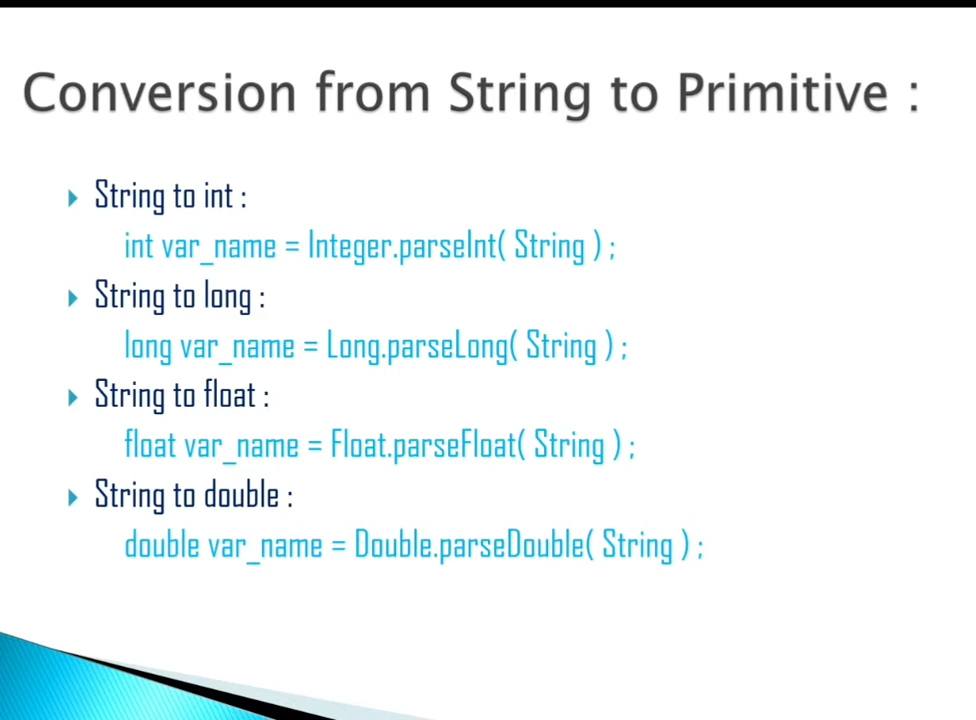 Conversion from String to Primitive :
String to int :
int var_name = Integer.parseInt( String ) ;
String to long :
long var_name = Long.parseLong( String ) ;
String to float :
float var_name = Float.parseFloat( String ) ;
String to double :
double var_name = Double.parseDouble( String ) ;